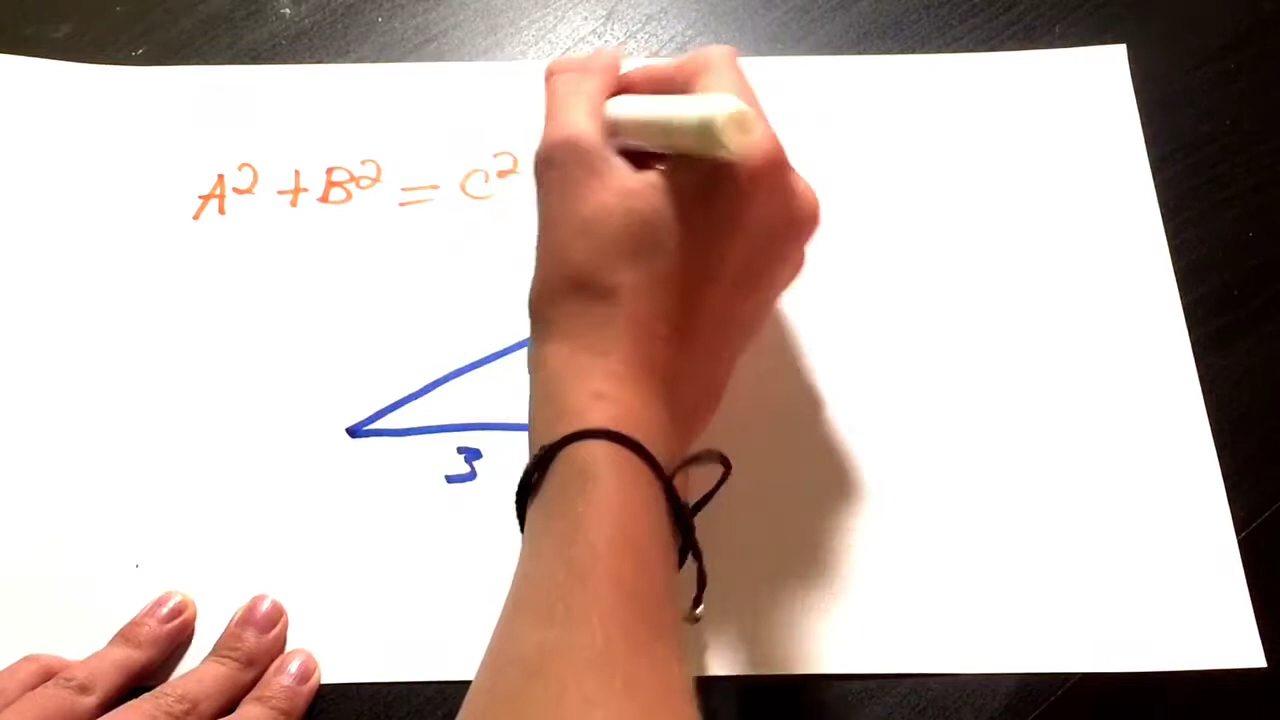 A² + B² = C²
3